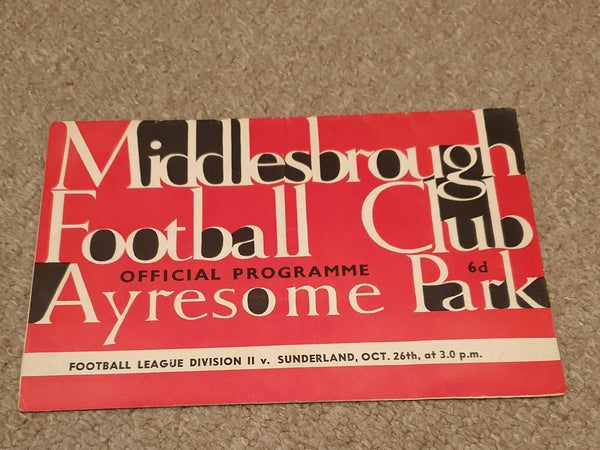 Middlesbrough
Football Club
OFFICIAL PROGRAMME 6d
Ayresome Park
FOOTBALL LEAGUE DIVISION II v. SUNDERLAND, OCT. 26th, at 3.0 p.m.